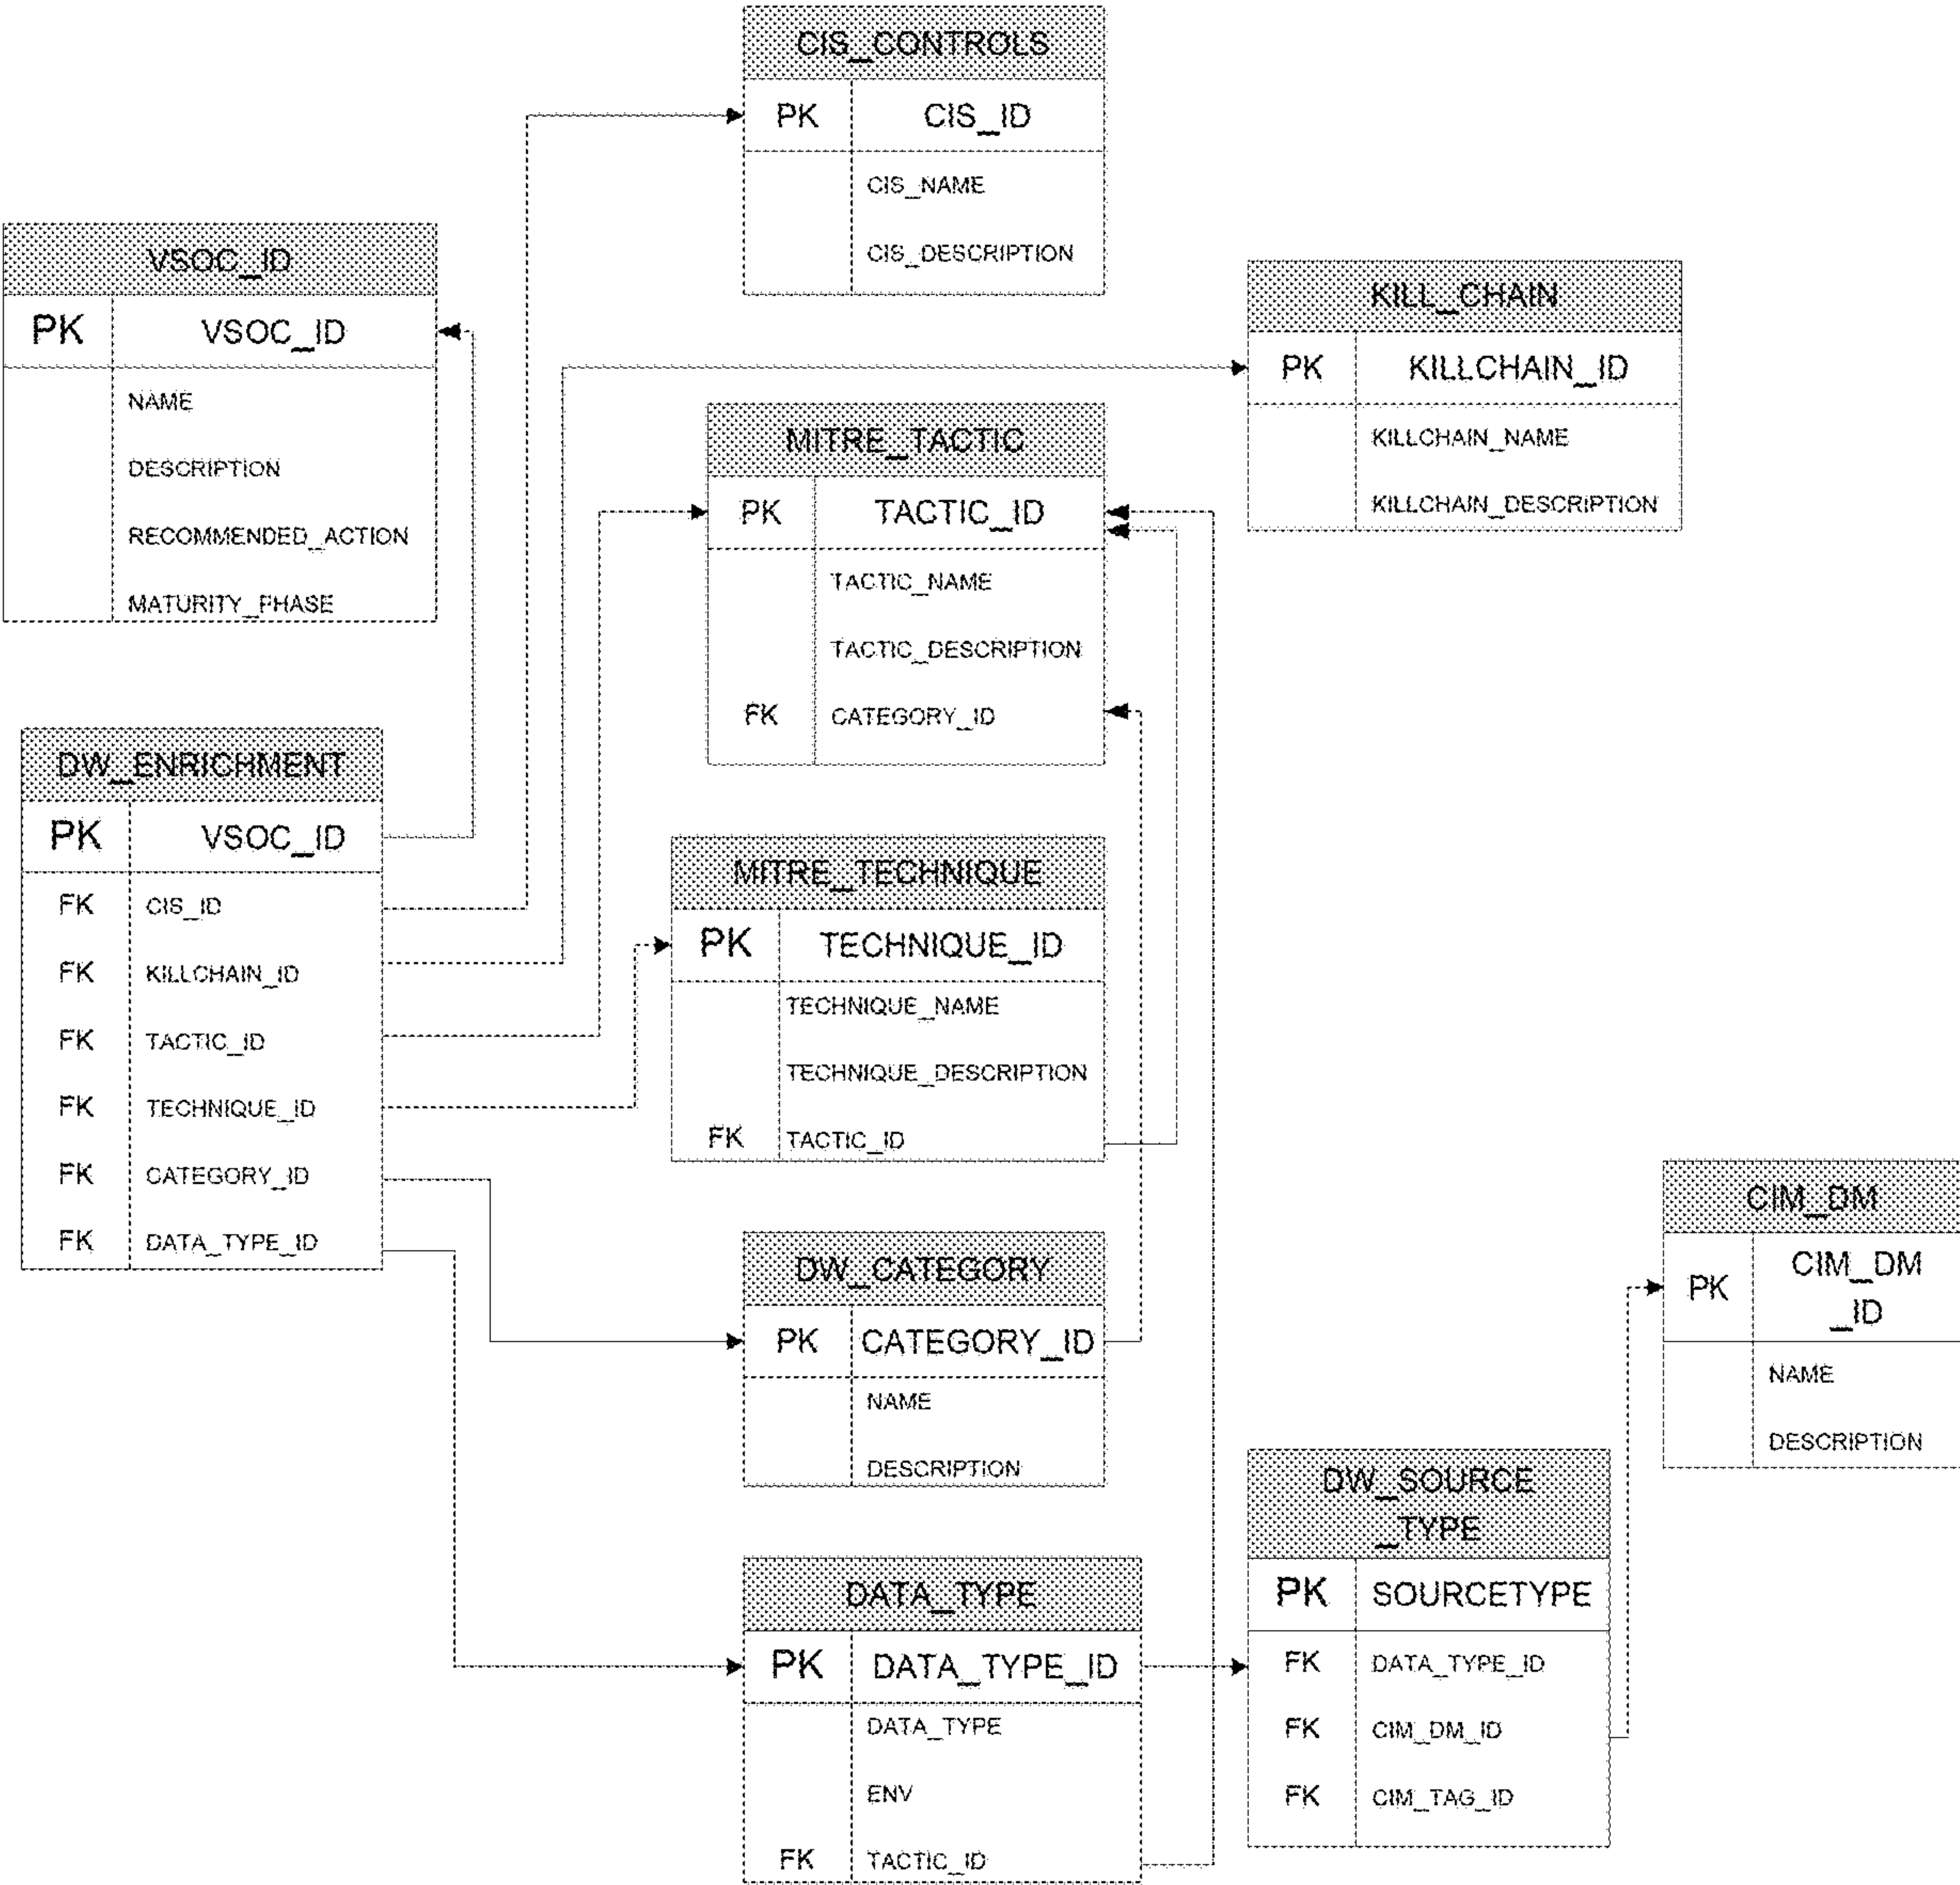 CIS_CONTROLS
PK CIS_ID
CIS_NAME
CIS_DESCRIPTION
VSOC_ID
PK VSOC_ID
NAME
DESCRIPTION
RECOMMENDED_ACTION
MATURITY_PHASE
KILL_CHAIN
PK KILLCHAIN_ID
KILLCHAIN_NAME
KILLCHAIN_DESCRIPTION
MITRE_TACTIC
PK TACTIC_ID
TACTIC_NAME
TACTIC_DESCRIPTION
FK CATEGORY_ID
DW_ENRICHMENT
PK VSOC_ID
FK CIS_ID
FK KILLCHAIN_ID
FK TACTIC_ID
FK TECHNIQUE_ID
FK CATEGORY_ID
FK DATA_TYPE_ID
MITRE_TECHNIQUE
PK TECHNIQUE_ID
TECHNIQUE_NAME
TECHNIQUE_DESCRIPTION
FK TACTIC_ID
DW_CATEGORY
PK CATEGORY_ID
NAME
DESCRIPTION
CIM_DM
PK CIM_DM
_ID
NAME
DESCRIPTION
DATA_TYPE
PK DATA_TYPE_ID
DATA_TYPE
ENV
FK TACTIC_ID
DW_SOURCE
_TYPE
PK SOURCETYPE
FK DATA_TYPE_ID
FK CIM_DM_ID
FK CIM_TAG_ID